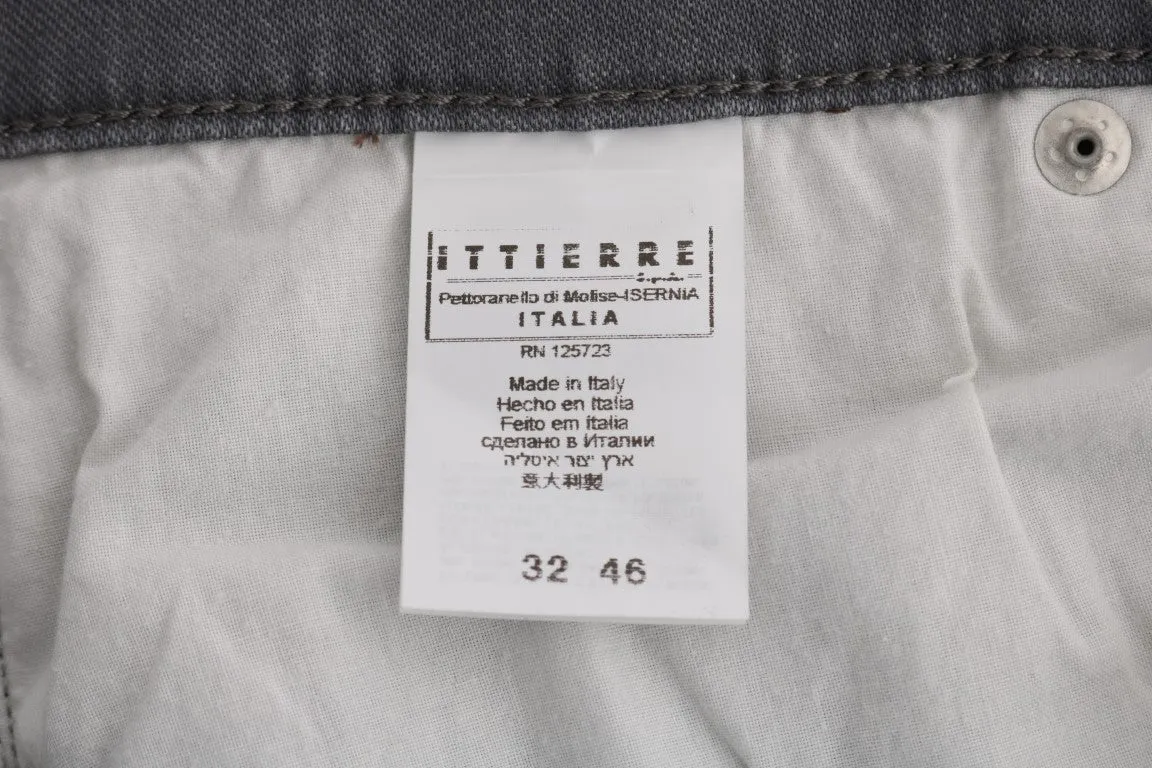 ITTIERRE
S.p.A.
Pettoranello di Molise-ISERNIA
ITALIA
RN 125723
Made in Italy
Hecho en Italia
Feito em Italia
сделано в Италии
ארץ יצור איטליה
意大利製
32 46